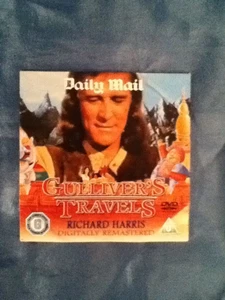 Daily Mail
GULLIVER'S
TRAVELS
RICHARD HARRIS
DIGITALLY REMASTERED
DVD